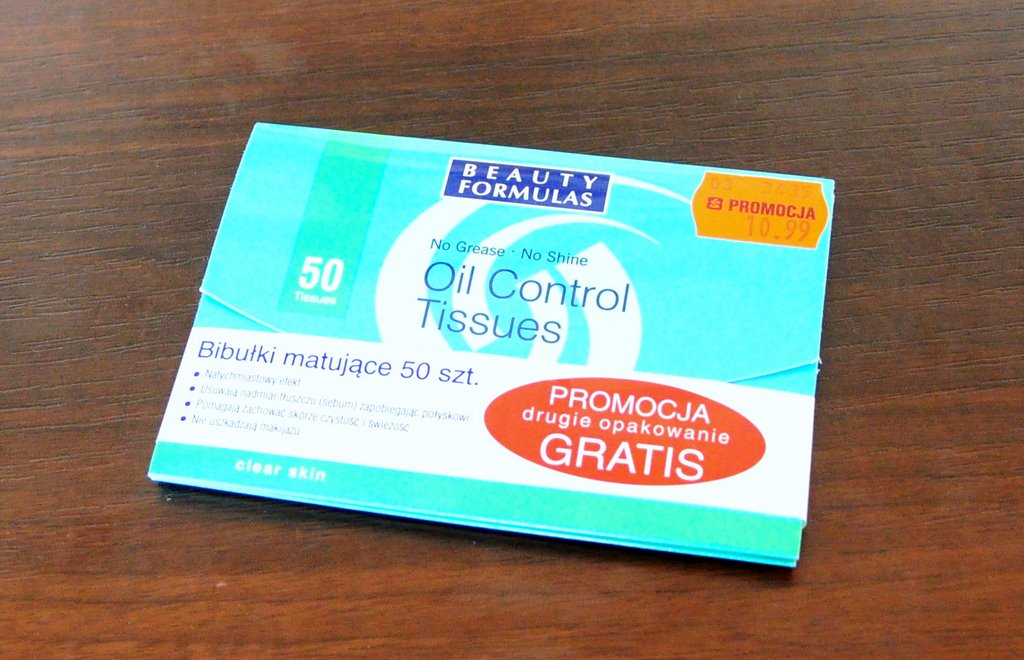 BEAUTY
FORMULAS
PROMOCJA
10.99
No Grease · No Shine
Oil Control
Tissues
50
Tissues
Bibułki matujące 50 szt.
• Natychmiastowy efekt
• Usuwają nadmiar tłuszczu (sebum) zapobiegając połyskowi
• Pomagają zachować skórze czystość i świeżość
• Nie uszkadzają makijażu
PROMOCJA
drugie opakowanie
GRATIS
clear skin